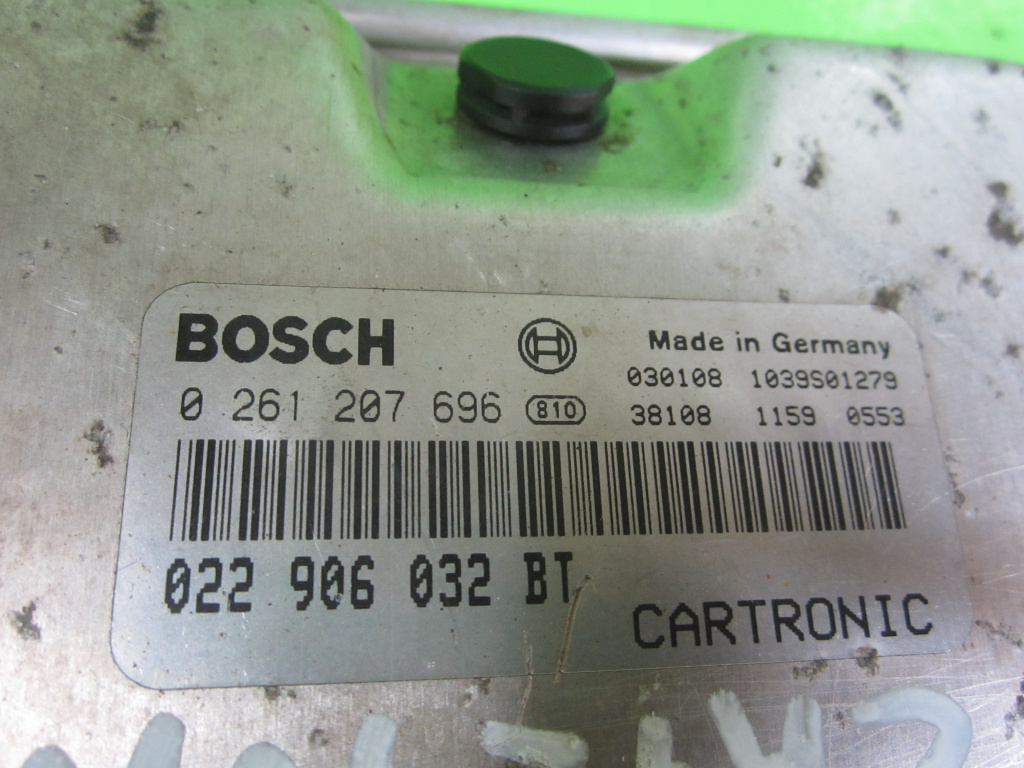 BOSCH
Made in Germany
030108 1039S01279
0 261 207 696 810
38108 1159 0553
022 906 032 BT
CARTRONIC